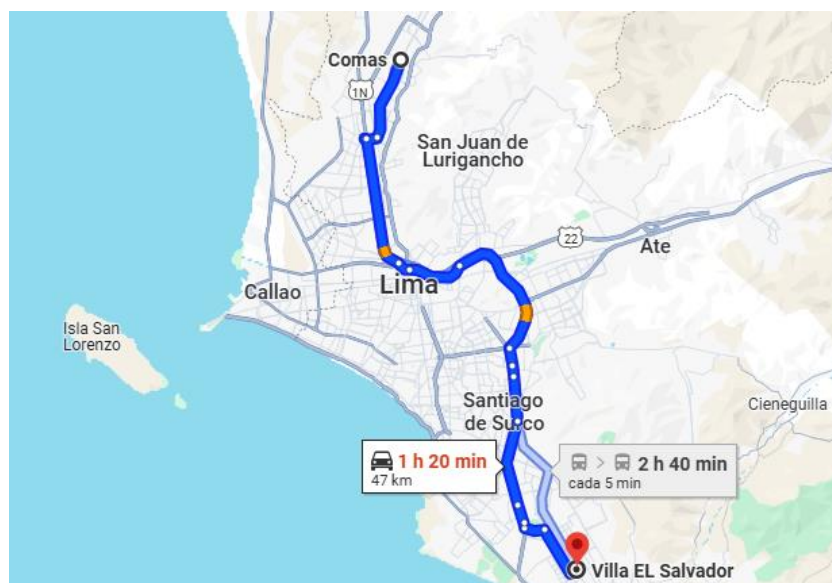 Comas
1N
San Juan de
Lurigancho
22
Ate
Lima
Callao
Isla San
Lorenzo
Cieneguilla
Santiago
de Surco
1 h 20 min
47 km
2 h 40 min
cada 5 min
Villa EL Salvador